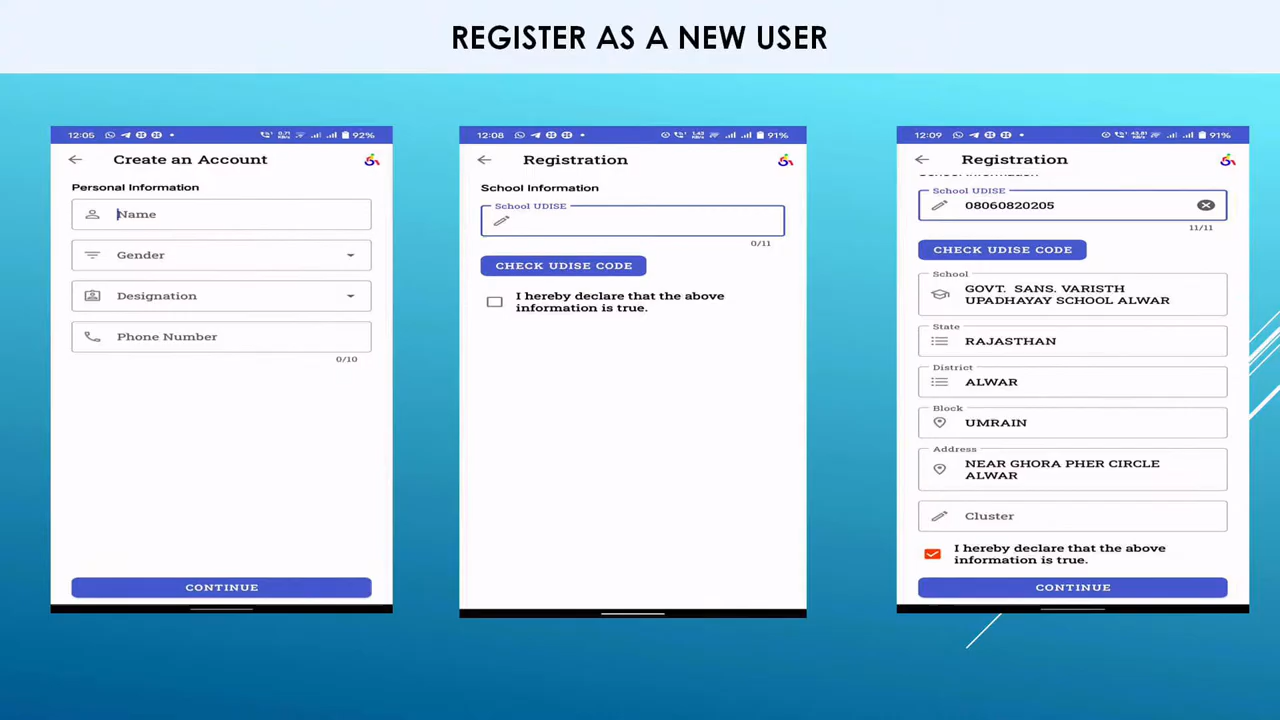 REGISTER AS A NEW USER
12:05
92%
Create an Account
Personal Information
Name
Gender
Designation
Phone Number
0/10
CONTINUE
12:08
91%
Registration
School Information
School UDISE
0/11
CHECK UDISE CODE
I hereby declare that the above
information is true.
12:09
91%
Registration
School UDISE
08060820205
11/11
CHECK UDISE CODE
School
GOVT. SANS. VARISTH
UPADHAYAY SCHOOL ALWAR
State
RAJASTHAN
District
ALWAR
Block
UMRAIN
Address
NEAR GHORA PHER CIRCLE
ALWAR
Cluster
I hereby declare that the above
information is true.
CONTINUE